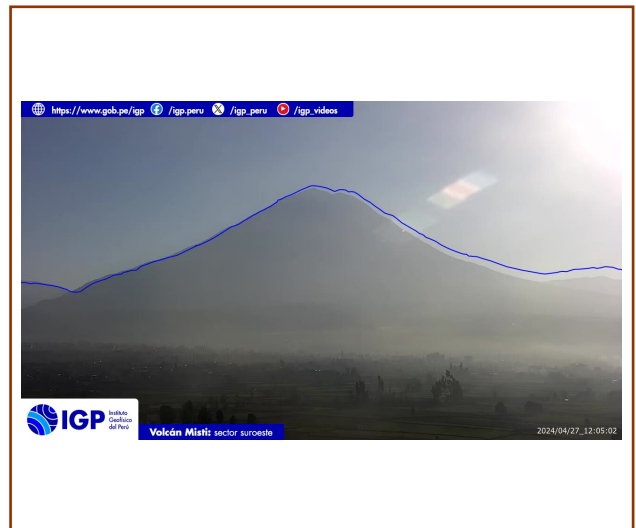 https://www.gob.pe/igp /igp.peru /igp_peru /igp_videos
IGP
Instituto
Geofísico
del Perú
Volcán Misti: sector suroeste
2024/04/27_12:05:02